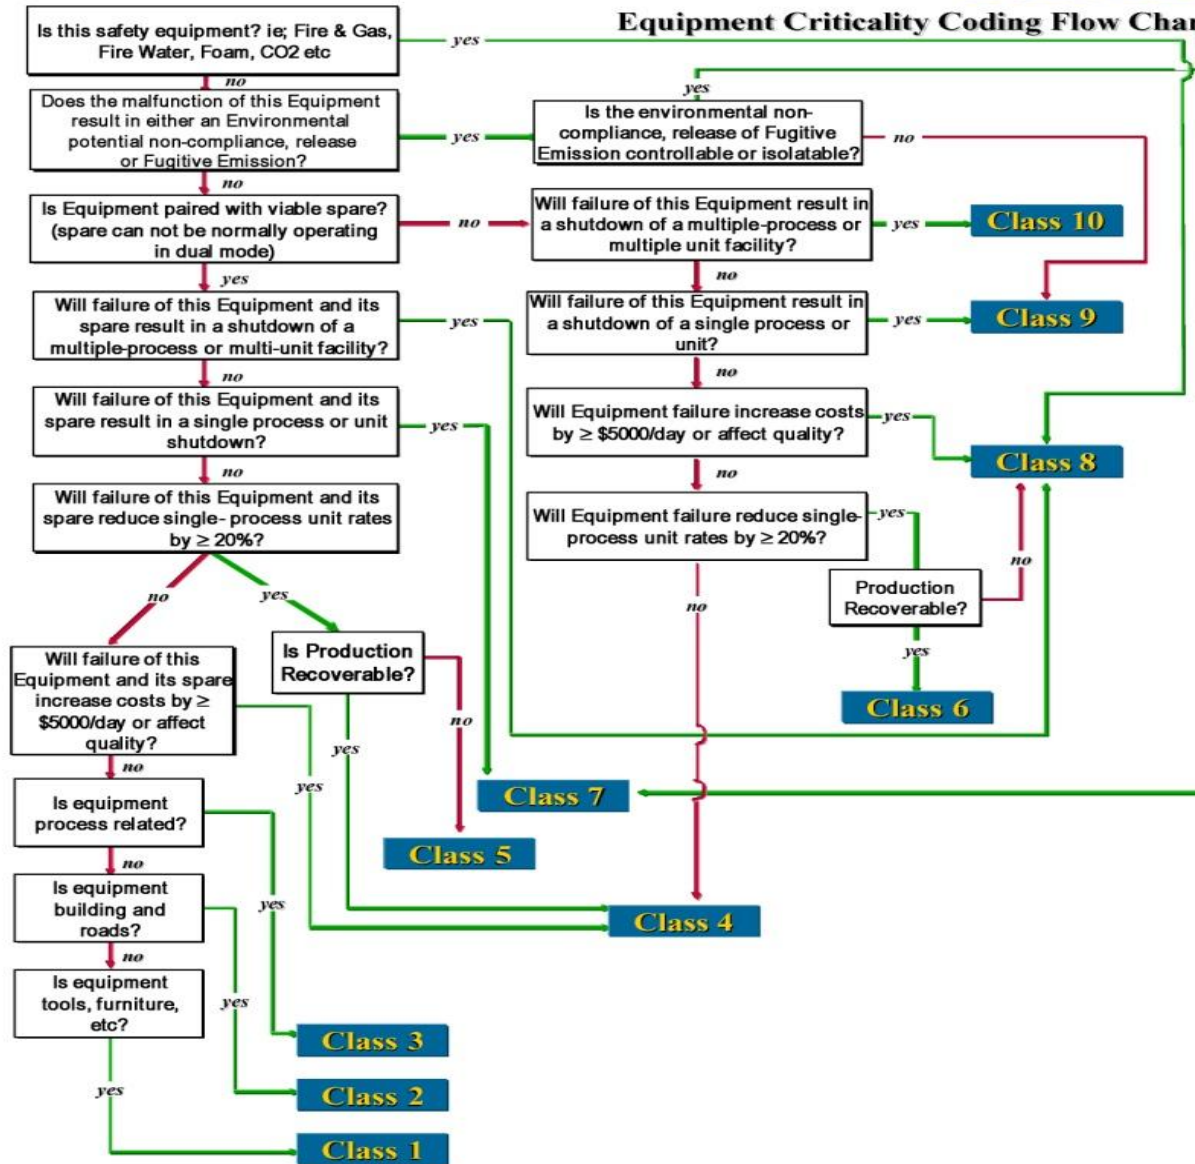 Equipment Criticality Coding Flow Char
Is this safety equipment? ie; Fire & Gas,
Fire Water, Foam, CO2 etc
yes
no
Does the malfunction of this Equipment
result in either an Environmental
potential non-compliance, release
or Fugitive Emission?
yes
yes
Is the environmental non-
compliance, release of Fugitive
Emission controllable or isolatable?
no
no
Is Equipment paired with viable spare?
(spare can not be normally operating
in dual mode)
no
Will failure of this Equipment result in
a shutdown of a multiple-process or
multiple unit facility?
yes
Class 10
yes
no
Will failure of this Equipment and its
spare result in a shutdown of a
multiple-process or multi-unit facility?
yes
Will failure of this Equipment result in
a shutdown of a single process or
unit?
yes
Class 9
no
no
Will failure of this Equipment and its
spare result in a single process or unit
shutdown?
yes
Will Equipment failure increase costs
by ≥ $5000/day or affect quality?
yes
Class 8
no
no
Will failure of this Equipment and its
spare reduce single- process unit rates
by ≥ 20%?
Will Equipment failure reduce single-
process unit rates by ≥ 20%?
yes
no
Production
Recoverable?
no
yes
no
yes
Class 6
Will failure of this
Equipment and its spare
increase costs by ≥
$5000/day or affect
quality?
Is Production
Recoverable?
no
yes
yes
no
Class 7
Is equipment
process related?
Class 5
no
yes
Is equipment
building and
roads?
Class 4
no
yes
Is equipment
tools, furniture,
etc?
Class 3
yes
Class 2
Class 1